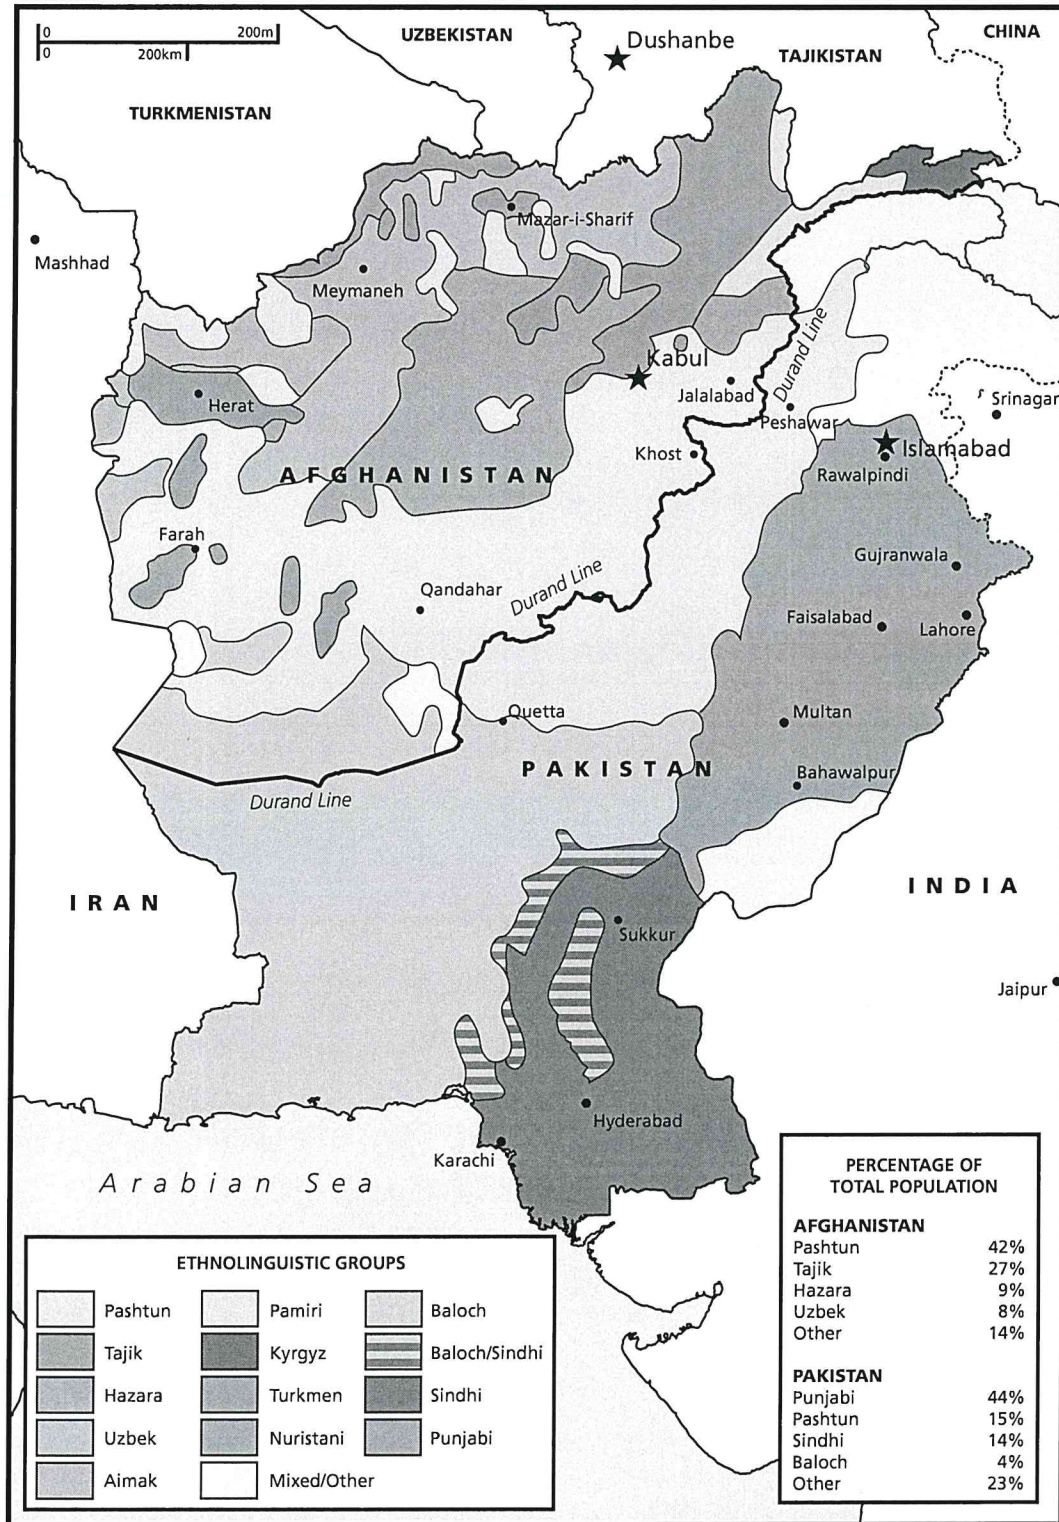 0 200m
0 200km
UZBEKISTAN
Dushanbe
TAJIKISTAN
CHINA
TURKMENISTAN
Mashhad
Mazar-i-Sharif
Meymaneh
Kabul
Jalalabad
Durand Line
Peshawar
Srinagar
Herat
Khost
Islamabad
Rawalpindi
AFGHANISTAN
Farah
Gujranwala
Qandahar
Durand Line
Faisalabad
Lahore
Quetta
Multan
PAKISTAN
Bahawalpur
Durand Line
IRAN
INDIA
Sukkur
Jaipur
Hyderabad
Karachi
Arabian Sea
ETHNOLINGUISTIC GROUPS
Pashtun
Tajik
Hazara
Uzbek
Aimak
Pamiri
Kyrgyz
Turkmen
Nuristani
Mixed/Other
Baloch
Baloch/Sindhi
Sindhi
Punjabi
PERCENTAGE OF
TOTAL POPULATION
AFGHANISTAN
Pashtun 42%
Tajik 27%
Hazara 9%
Uzbek 8%
Other 14%
PAKISTAN
Punjabi 44%
Pashtun 15%
Sindhi 14%
Baloch 4%
Other 23%